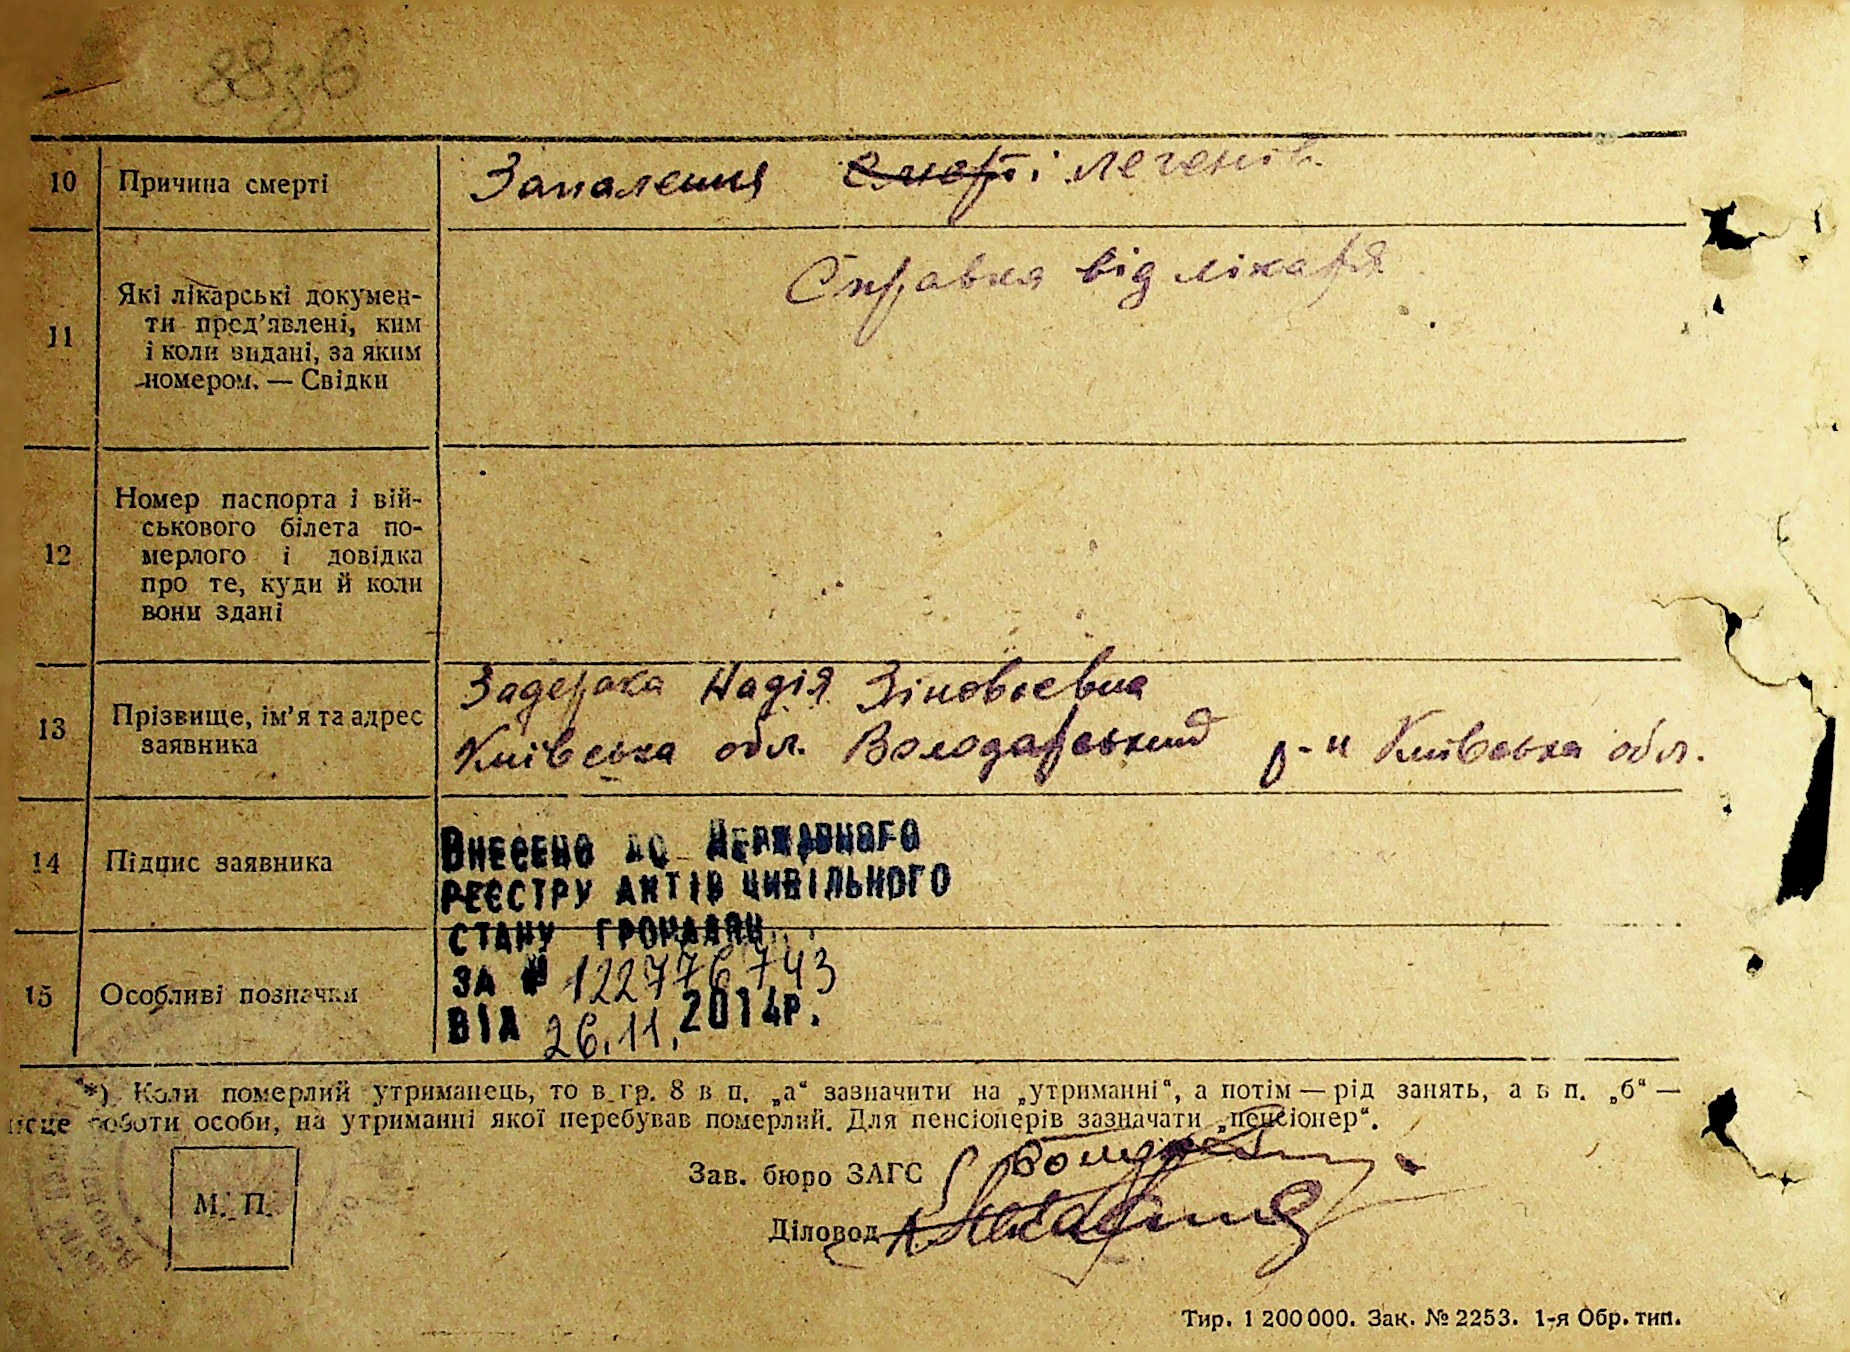 88зв
10 Причина смерті Запалення смерті легенів.
11 Які лікарські докумен-
ти пред’явлені, ким
і коли видані, за яким
номером. — Свідки
Справка від лікаря
12 Номер паспорта і вій-
ськового білета по-
мерлого і довідка
про те, куди й коли
вони здані
13 Прізвище, ім’я та адрес
заявника
Задерака Надія Зіновьєвна
Київська обл. Володарський р-н Київська обл.
14 Підпис заявника
ВНЕСЕНО ДО ДЕРЖАВНОГО
РЕЄСТРУ АКТІВ ЦИВІЛЬНОГО
СТАНУ ГРОМАДЯН
15 Особливі позначки
ЗА № 122776743
ВІД 26.11.2014Р.
*) Коли померлий утриманець, то в гр. 8 в п. „а“ зазначити на „утриманні“, а потім — рід занять, а в п. „б“ —
місце роботи особи, на утриманні якої перебував померлий. Для пенсіонерів зазначати „пенсіонер“.
М. П.
Зав. бюро ЗАГС
Діловод
Тир. 1 200 000. Зак. № 2253. 1-я Обр. тип.